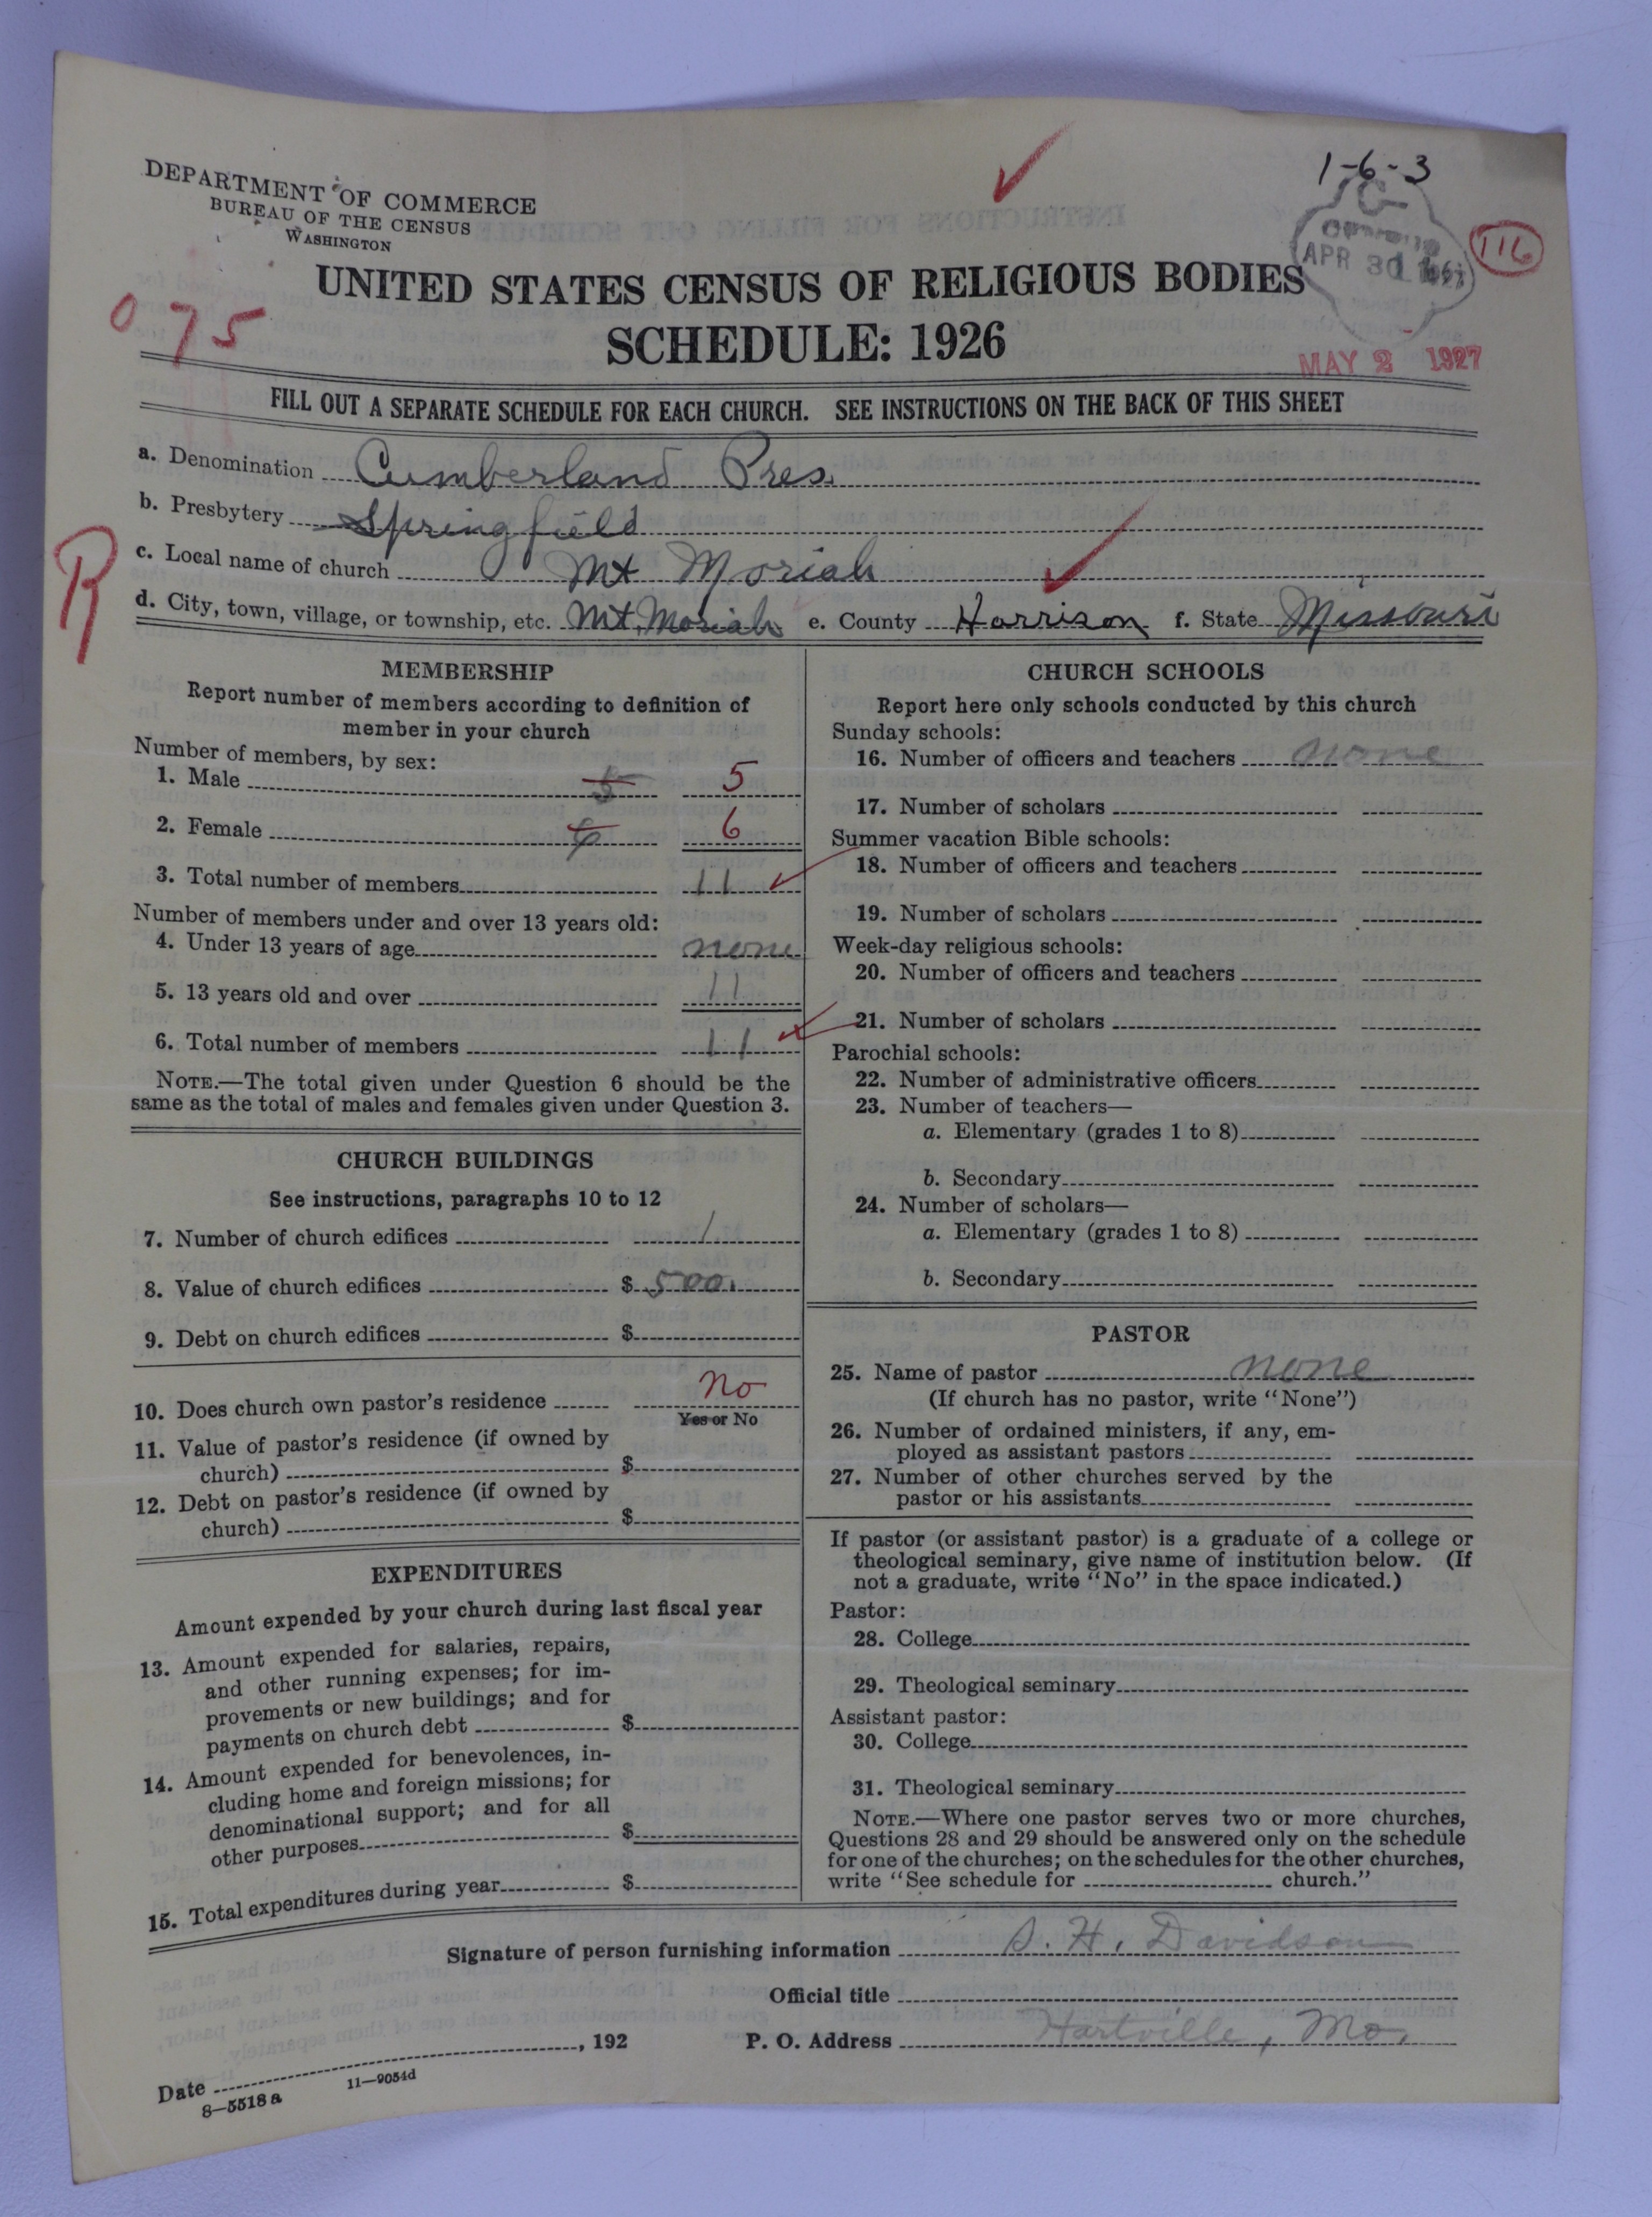 DEPARTMENT OF COMMERCE
BUREAU OF THE CENSUS
WASHINGTON
1-6-3
APR 30
116
UNITED STATES CENSUS OF RELIGIOUS BODIES
075
SCHEDULE: 1926
MAY 2 1927
FILL OUT A SEPARATE SCHEDULE FOR EACH CHURCH. SEE INSTRUCTIONS ON THE BACK OF THIS SHEET
a. Denomination Cumberland Pres.
b. Presbytery Springfield
R
c. Local name of church Mt Moriah
d. City, town, village, or township, etc. Mt. Moriah e. County Harrison f. State Missouri
MEMBERSHIP
Report number of members according to definition of
member in your church
Number of members, by sex:
1. Male 5 5
2. Female 6 6
3. Total number of members 11
Number of members under and over 13 years old:
4. Under 13 years of age none
5. 13 years old and over 11
6. Total number of members 11
NOTE.—The total given under Question 6 should be the
same as the total of males and females given under Question 3.
CHURCH BUILDINGS
See instructions, paragraphs 10 to 12
7. Number of church edifices 1
8. Value of church edifices $ 500.
9. Debt on church edifices $
10. Does church own pastor's residence No
Yes or No
11. Value of pastor's residence (if owned by
church) $
12. Debt on pastor's residence (if owned by
church) $
EXPENDITURES
Amount expended by your church during last fiscal year
13. Amount expended for salaries, repairs,
and other running expenses; for im-
provements or new buildings; and for
payments on church debt $
14. Amount expended for benevolences, in-
cluding home and foreign missions; for
denominational support; and for all
other purposes $
15. Total expenditures during year $
CHURCH SCHOOLS
Report here only schools conducted by this church
Sunday schools:
16. Number of officers and teachers none
17. Number of scholars
Summer vacation Bible schools:
18. Number of officers and teachers
19. Number of scholars
Week-day religious schools:
20. Number of officers and teachers
21. Number of scholars
Parochial schools:
22. Number of administrative officers
23. Number of teachers—
a. Elementary (grades 1 to 8)
b. Secondary
24. Number of scholars—
a. Elementary (grades 1 to 8)
b. Secondary
PASTOR
25. Name of pastor none
(If church has no pastor, write "None")
26. Number of ordained ministers, if any, em-
ployed as assistant pastors
27. Number of other churches served by the
pastor or his assistants
If pastor (or assistant pastor) is a graduate of a college or
theological seminary, give name of institution below. (If
not a graduate, write "No" in the space indicated.)
Pastor:
28. College
29. Theological seminary
Assistant pastor:
30. College
31. Theological seminary
NOTE.—Where one pastor serves two or more churches,
Questions 28 and 29 should be answered only on the schedule
for one of the churches; on the schedules for the other churches,
write "See schedule for church."
Signature of person furnishing information S. H. Davidson
Official title
Date , 192 P. O. Address Hartville, Mo.
8—5518a 11—9054d